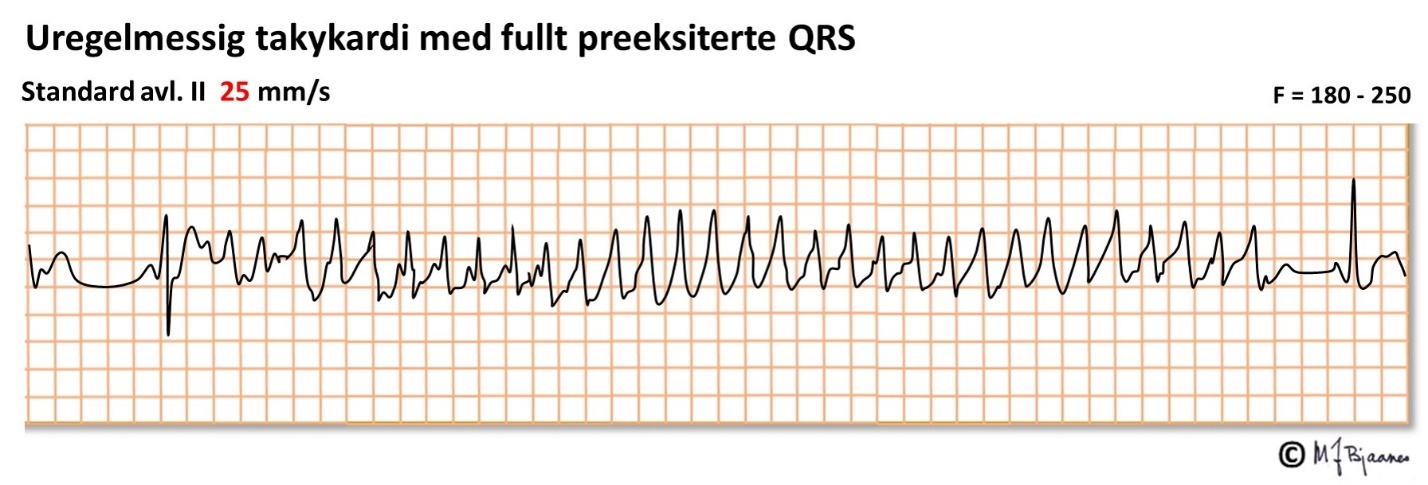 Uregelmessig takykardi med fullt preeksiterte QRS
Standard avl. II 25 mm/s
F = 180 - 250
© M J Bjaanes